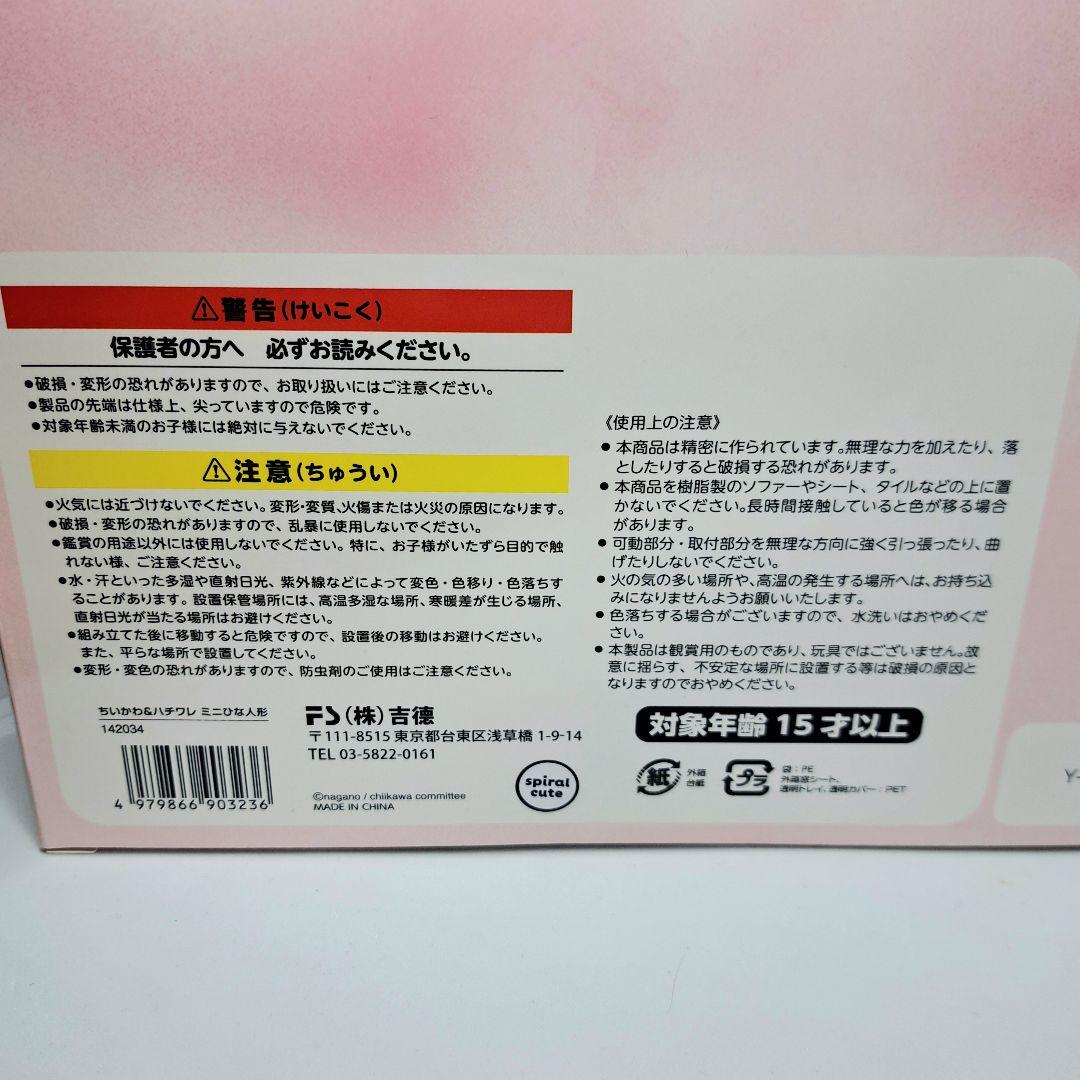 ⚠警告(けいこく)
保護者の方へ 必ずお読みください。
●破損・変形の恐れがありますので、お取り扱いにはご注意ください。
●製品の先端は仕様上、尖っていますので危険です。
●対象年齢未満のお子様には絶対に与えないでください。
⚠注意(ちゅうい)
●火気には近づけないでください。変形・変質、火傷または火災の原因になります。
●破損・変形の恐れがありますので、乱暴に使用しないでください。
●鑑賞の用途以外には使用しないでください。特に、お子様がいたずら目的で触
れない様、ご注意ください。
●水・汗といった多湿や直射日光、紫外線などによって変色・色移り・色落ちす
ることがあります。設置保管場所には、高温多湿な場所、寒暖差が生じる場所、
直射日光が当たる場所はお避けください。
●組み立てた後に移動すると危険ですので、設置後の移動はお避けください。
また、平らな場所で設置してください。
●変形・変色の恐れがありますので、防虫剤のご使用はご注意ください。
ちいかわ&ハチワレ ミニひな人形
142034
4 979866 903236
(株)吉德
〒111-8515 東京都台東区浅草橋 1-9-14
TEL 03-5822-0161
©nagano / chiikawa committee
MADE IN CHINA
spiral
cute
《使用上の注意》
● 本商品は精密に作られています。無理な力を加えたり、落
としたりすると破損する恐れがあります。
● 本商品を樹脂製のソファーやシート、タイルなどの上に置
かないでください。長時間接触していると色が移る場合
があります。
● 可動部分・取付部分を無理な方向に強く引っ張ったり、曲
げたりしないでください。
● 火の気の多い場所や、高温の発生する場所へは、お持ち込
みになりませんようお願いいたします。
● 色落ちする場合がございますので、水洗いはおやめくだ
さい。
● 本製品は観賞用のものであり、玩具ではございません。故
意に揺らす、不安定な場所に設置する等は破損の原因と
なりますのでおやめください。
対象年齢 15 才以上
紙
外箱
台紙
プラ
袋:PE
外箱窓シート、
透明トレイ、透明カバー:PET
Y-